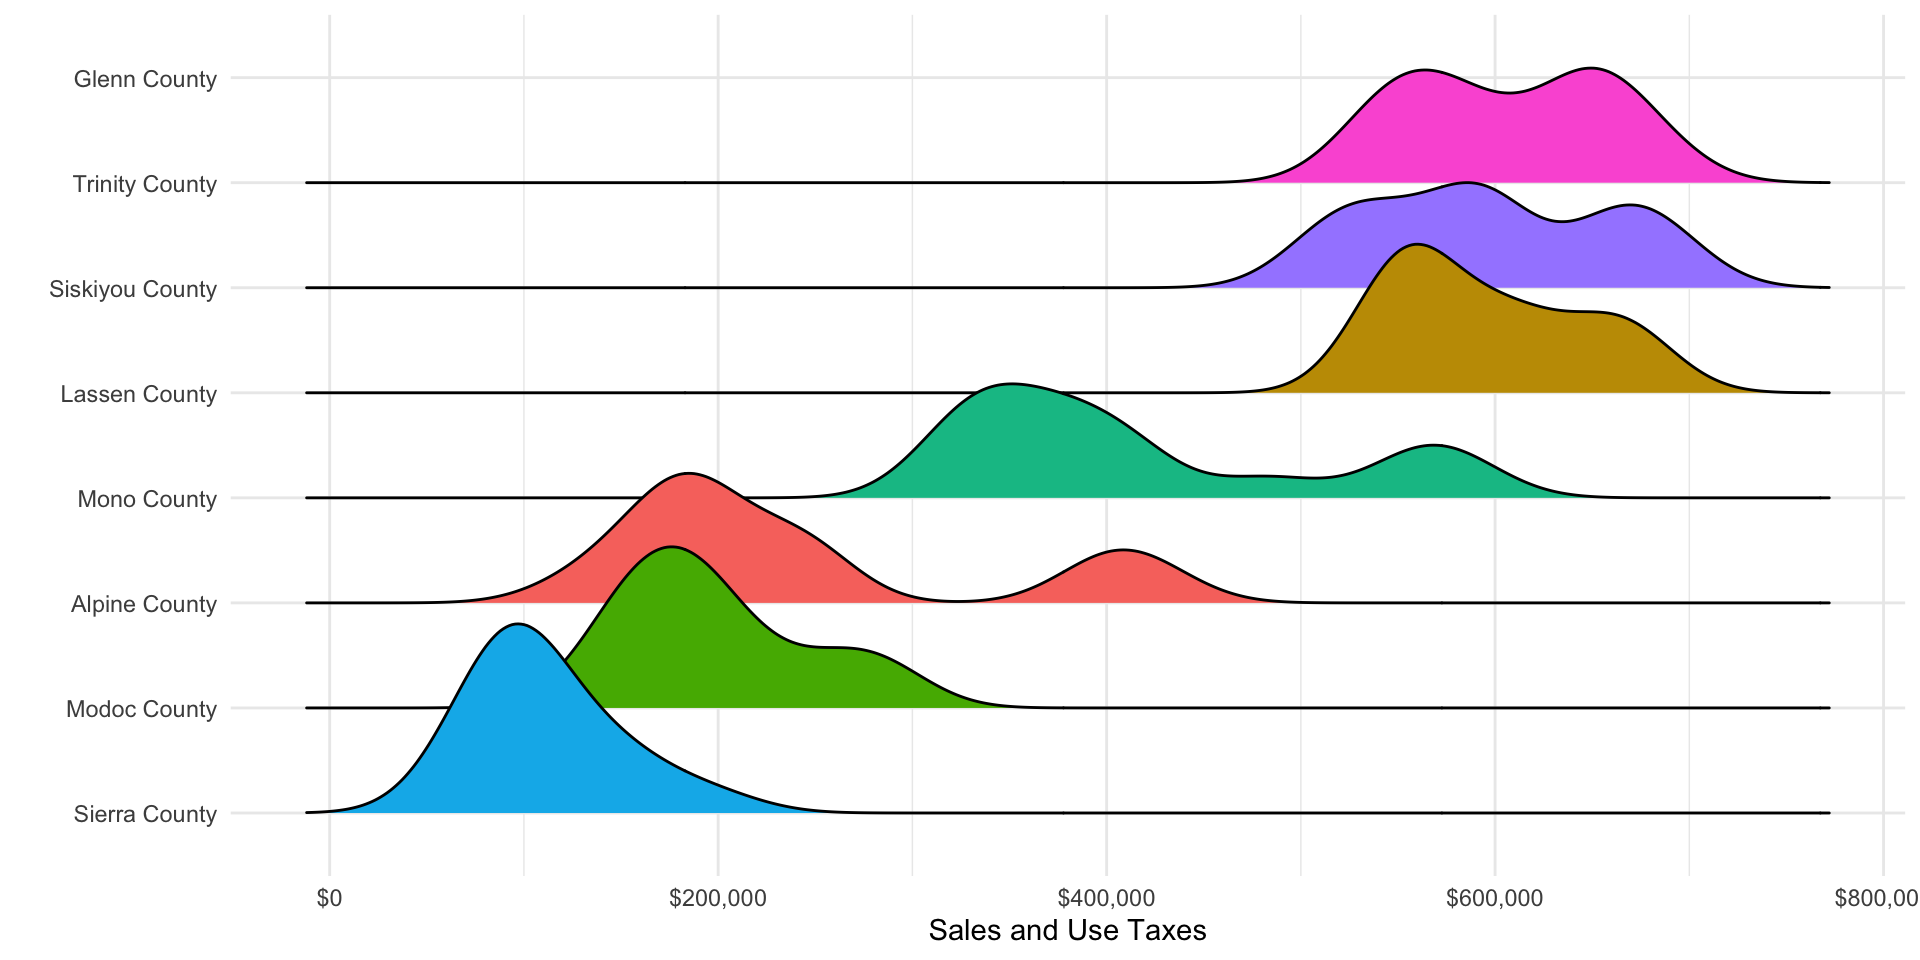 Glenn County
Trinity County
Siskiyou County
Lassen County
Mono County
Alpine County
Modoc County
Sierra County
$0 $200,000 $400,000 $600,000 $800,00
Sales and Use Taxes